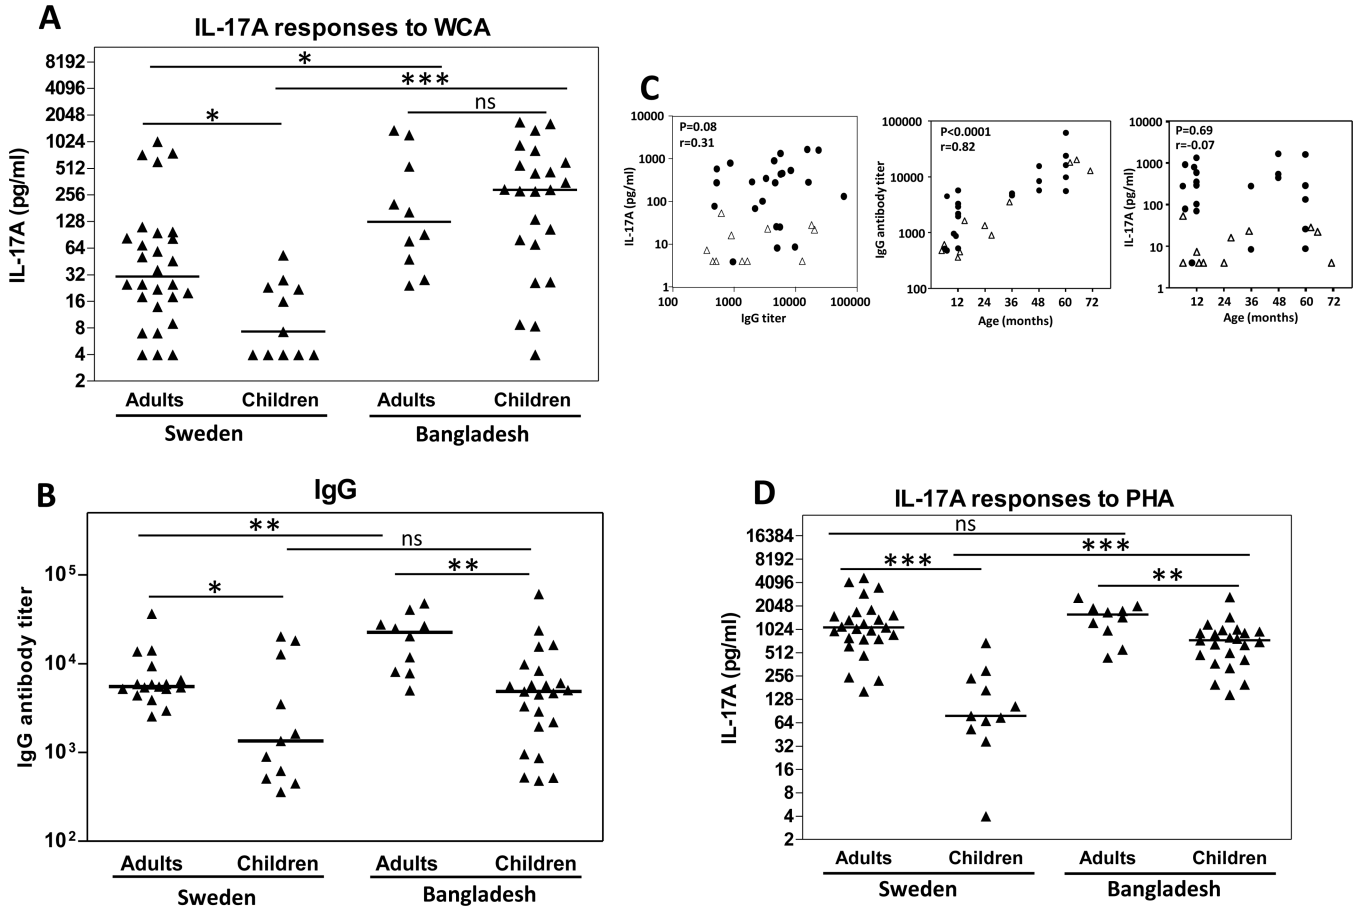 A
IL-17A responses to WCA
IL-17A (pg/ml)
8192
4096
2048
1024
512
256
128
64
32
16
8
4
2
*
***
*
ns
Adults Children Adults Children
Sweden Bangladesh
C
10000
1000
100
10
1
IL-17A (pg/ml)
P=0.08
r=0.31
100 1000 10000 100000
IgG titer
100000
10000
1000
100
IgG antibody titer
P<0.0001
r=0.82
12 24 36 48 60 72
Age (months)
10000
1000
100
10
1
IL-17A (pg/ml)
P=0.69
r=-0.07
12 24 36 48 60 72
Age (months)
B
IgG
IgG antibody titer
10⁵
10⁴
10³
10²
**
ns
**
*
Adults Children Adults Children
Sweden Bangladesh
D
IL-17A responses to PHA
IL-17A (pg/ml)
16384
8192
4096
2048
1024
512
256
128
64
32
16
8
4
2
ns
***
***
**
Adults Children Adults Children
Sweden Bangladesh